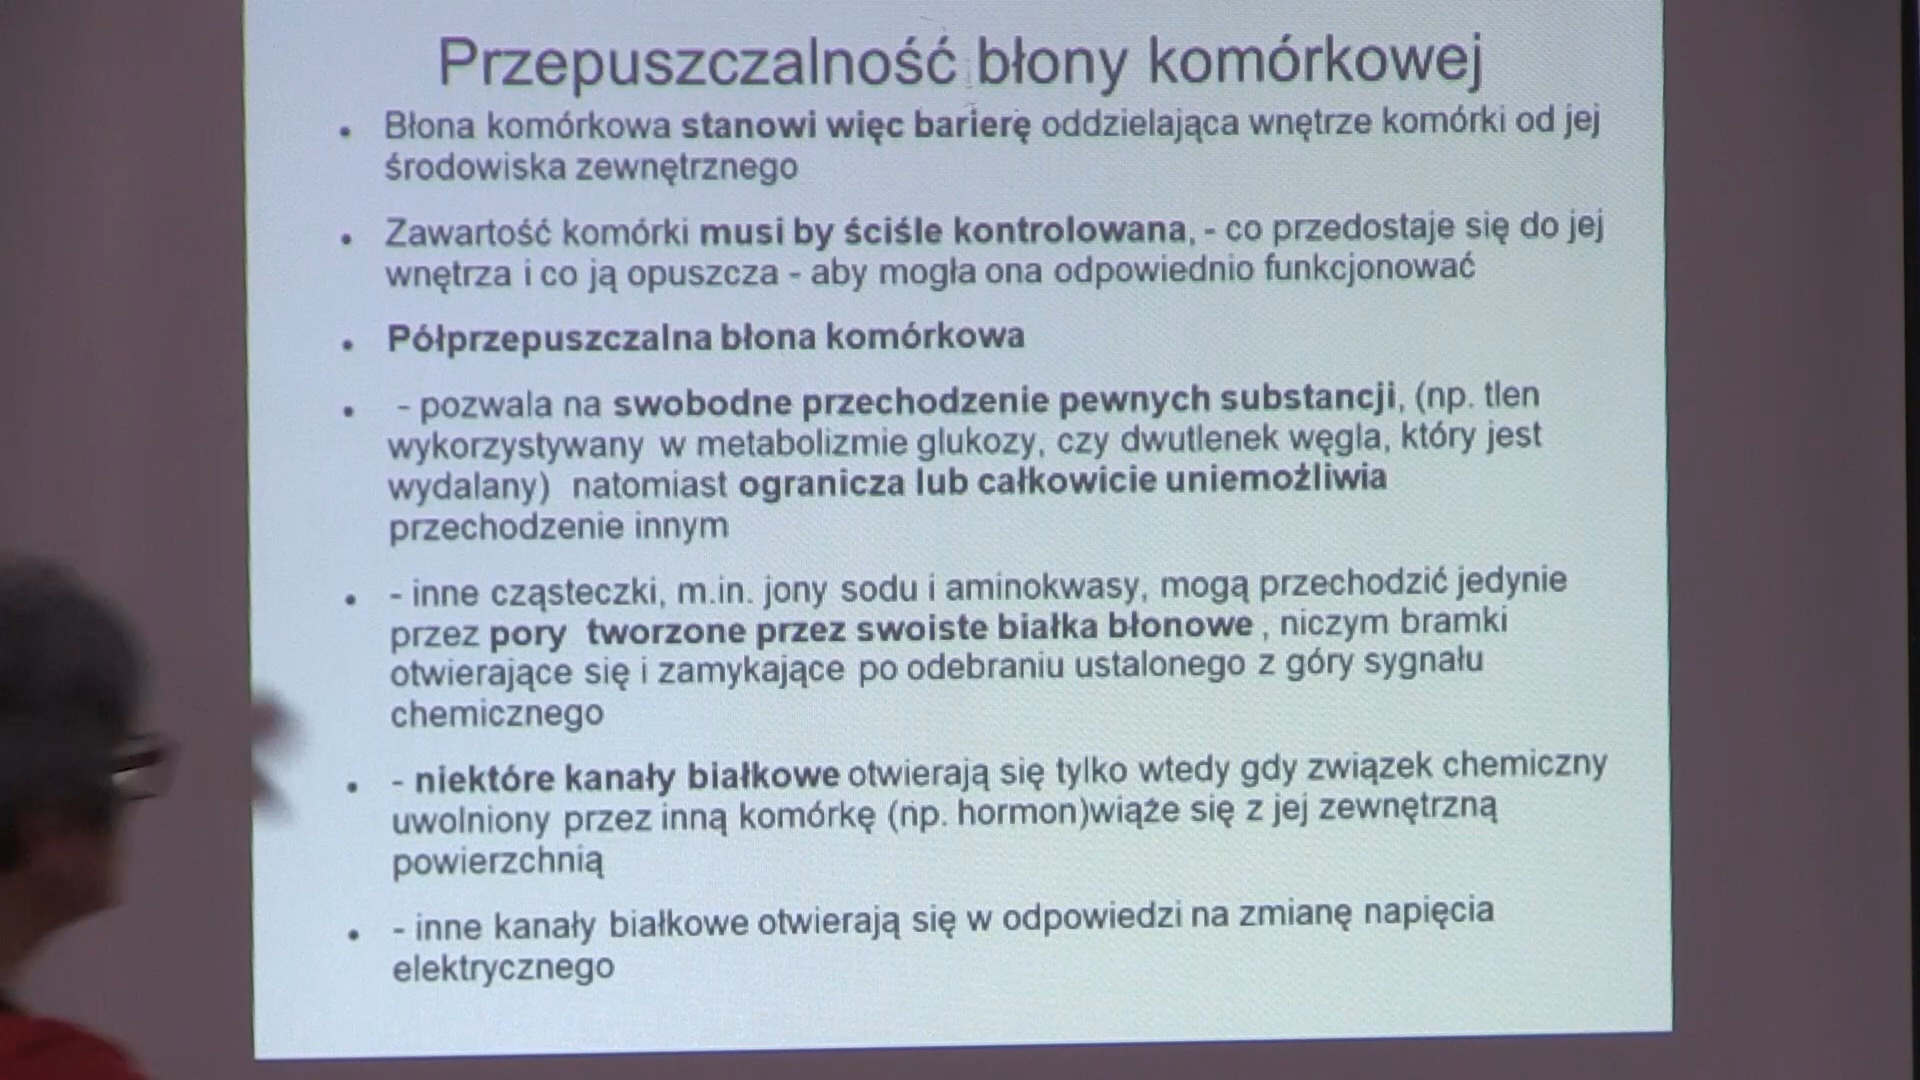 Przepuszczalność błony komórkowej
• Błona komórkowa stanowi więc barierę oddzielająca wnętrze komórki od jej
środowiska zewnętrznego
• Zawartość komórki musi by ściśle kontrolowana, - co przedostaje się do jej
wnętrza i co ją opuszcza - aby mogła ona odpowiednio funkcjonować
• Półprzepuszczalna błona komórkowa
• - pozwala na swobodne przechodzenie pewnych substancji, (np. tlen
wykorzystywany w metabolizmie glukozy, czy dwutlenek węgla, który jest
wydalany) natomiast ogranicza lub całkowicie uniemożliwia
przechodzenie innym
• - inne cząsteczki, m.in. jony sodu i aminokwasy, mogą przechodzić jedynie
przez pory tworzone przez swoiste białka błonowe , niczym bramki
otwierające się i zamykające po odebraniu ustalonego z góry sygnału
chemicznego
• - niektóre kanały białkowe otwierają się tylko wtedy gdy związek chemiczny
uwolniony przez inną komórkę (np. hormon)wiąże się z jej zewnętrzną
powierzchnią
• - inne kanały białkowe otwierają się w odpowiedzi na zmianę napięcia
elektrycznego